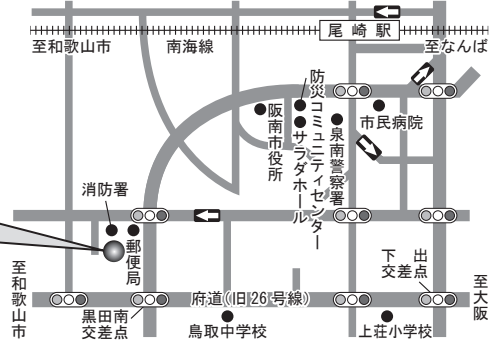 尾崎駅
至和歌山市
南海線
至なんば
防災コミュニティセンター
サラダホール
阪南市役所
泉南警察署
市民病院
消防署
郵便局
至和歌山市
下出
交差点
至大阪
府道(旧26号線)
黒田南
交差点
鳥取中学校
上荘小学校